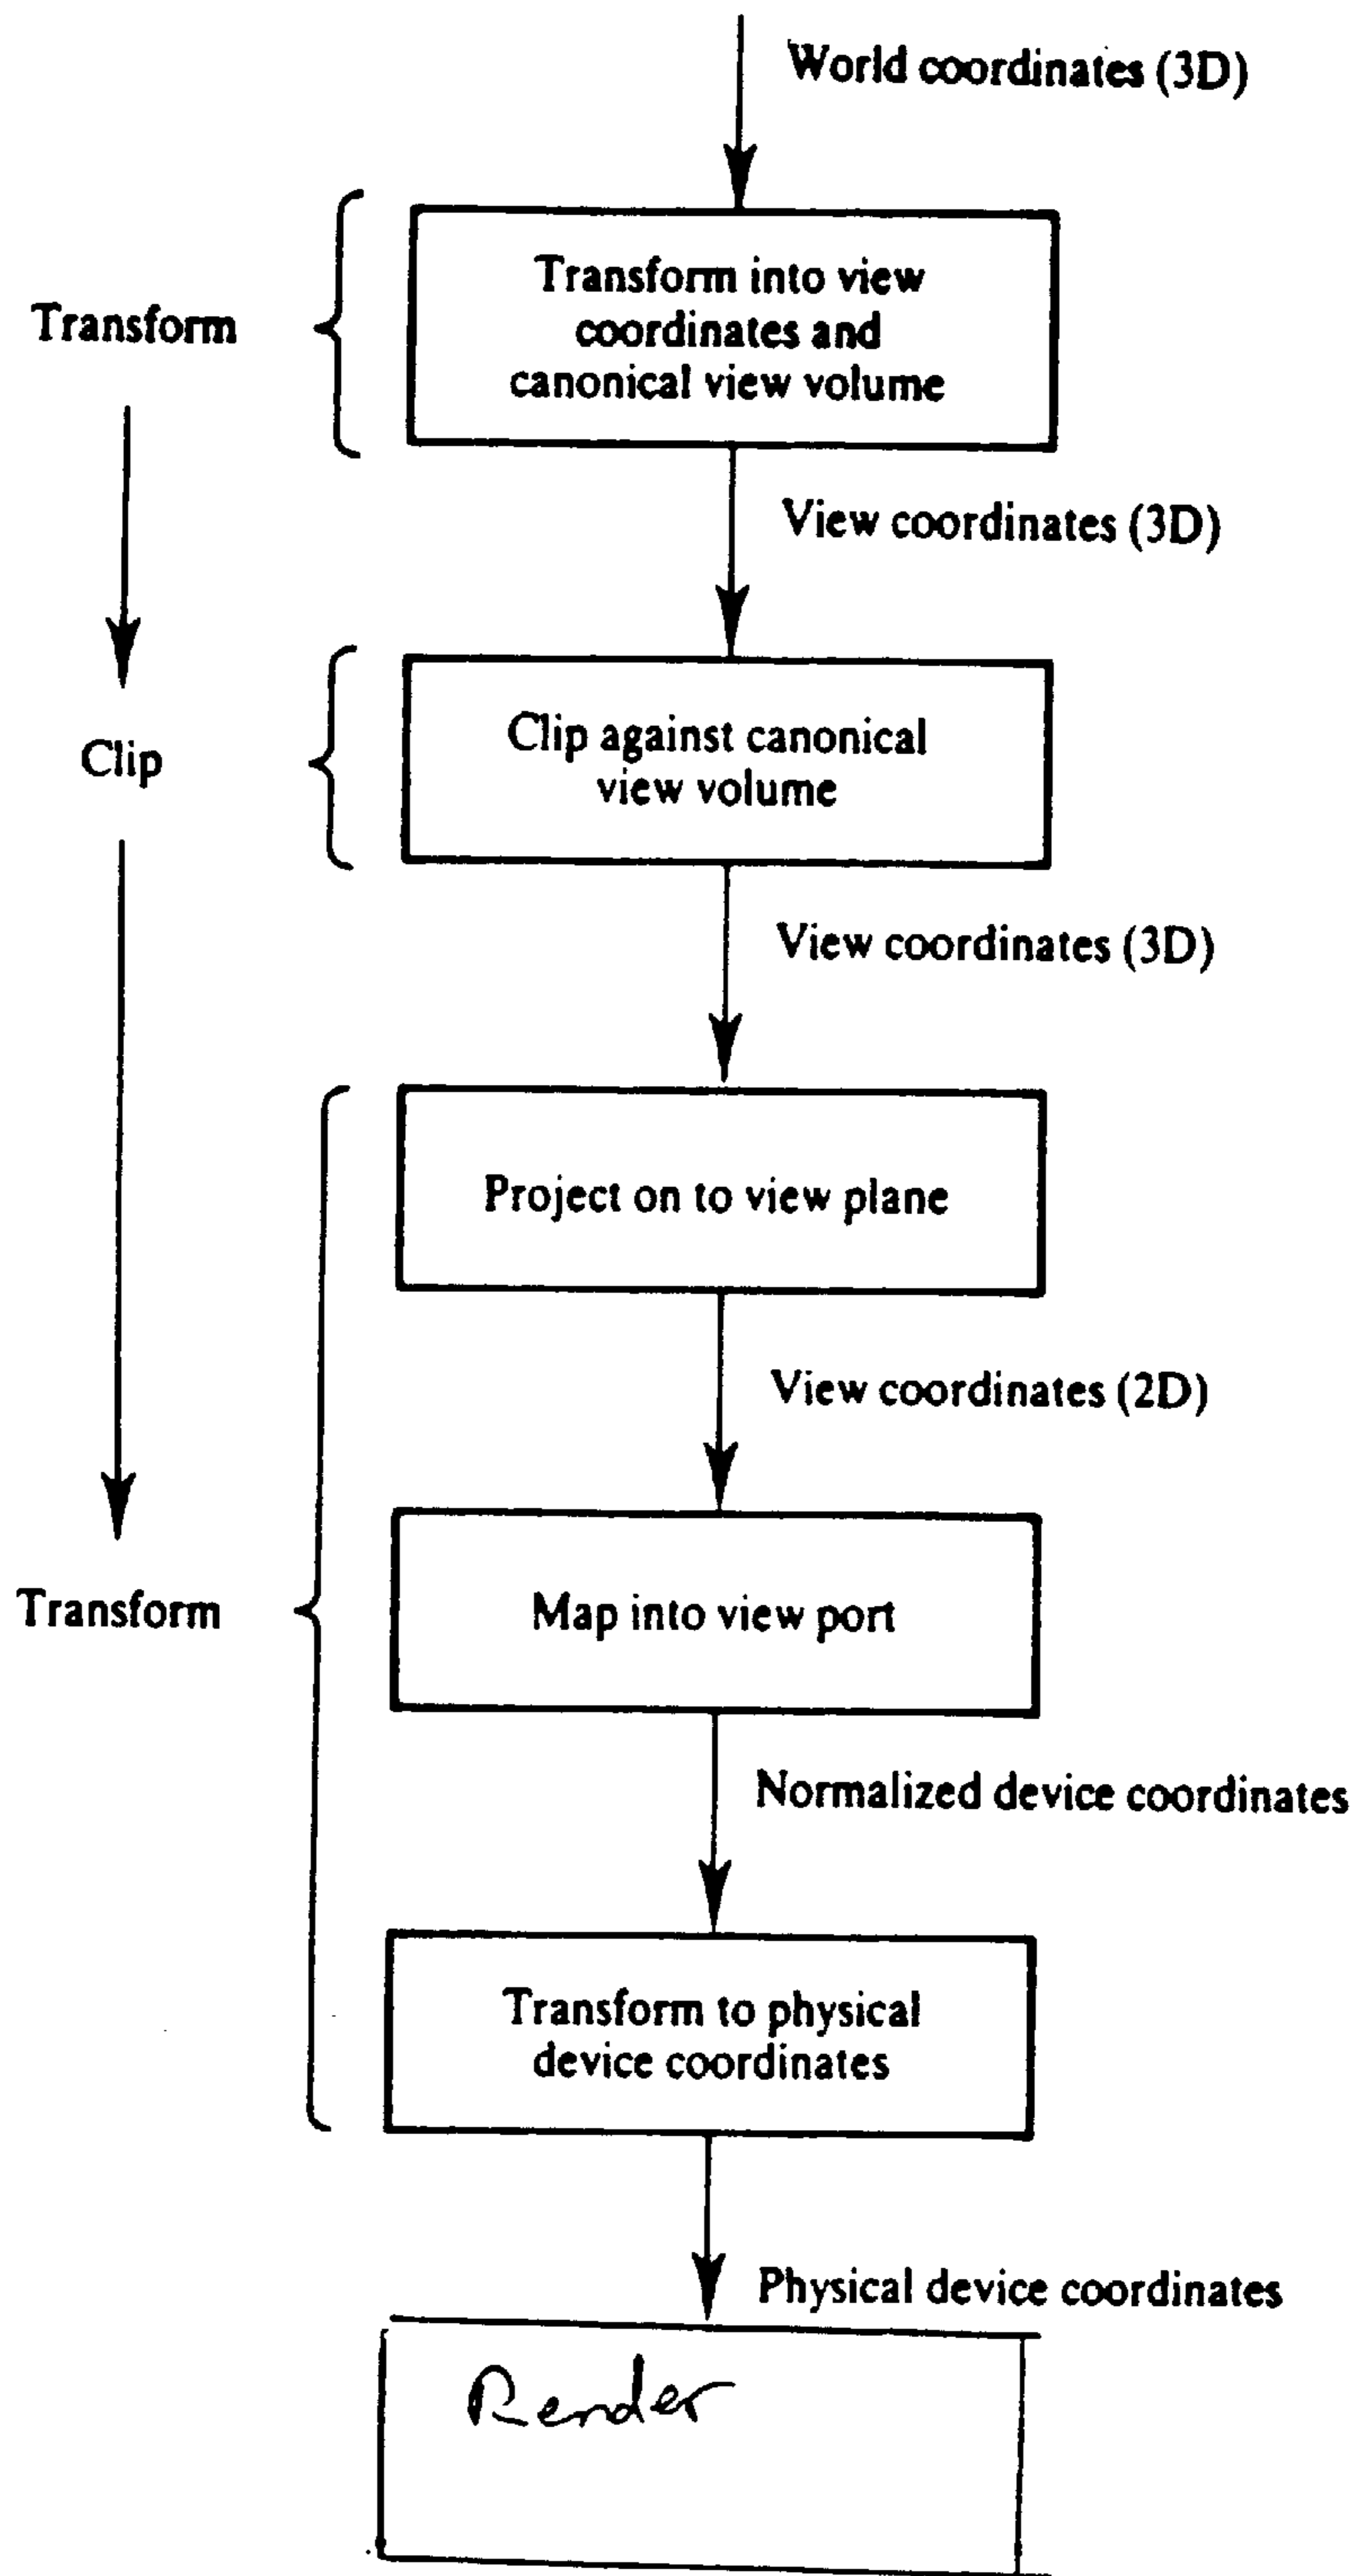 World coordinates (3D)
Transform
Transform into view
coordinates and
canonical view volume
View coordinates (3D)
Clip
Clip against canonical
view volume
View coordinates (3D)
Project on to view plane
View coordinates (2D)
Transform
Map into view port
Normalized device coordinates
Transform to physical
device coordinates
Physical device coordinates
Render